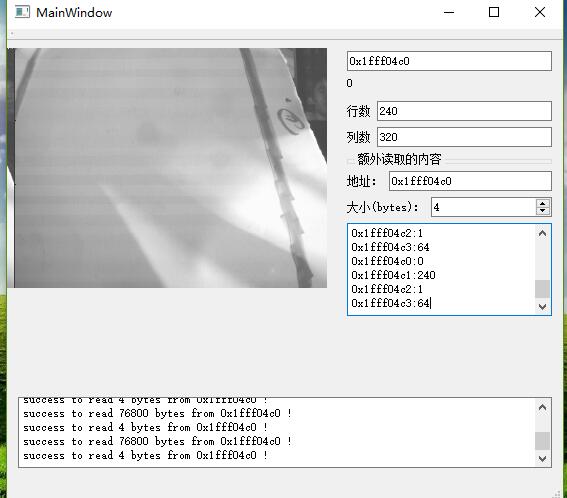 MainWindow
0x1fff04c0
0
行数 240
列数 320
额外读取的内容
地址: 0x1fff04c0
大小(bytes): 4
0x1fff04c2:1
0x1fff04c3:64
0x1fff04c0:0
0x1fff04c1:240
0x1fff04c2:1
0x1fff04c3:64
success to read 4 bytes from 0x1fff04c0 !
success to read 76800 bytes from 0x1fff04c0 !
success to read 4 bytes from 0x1fff04c0 !
success to read 76800 bytes from 0x1fff04c0 !
success to read 4 bytes from 0x1fff04c0 !